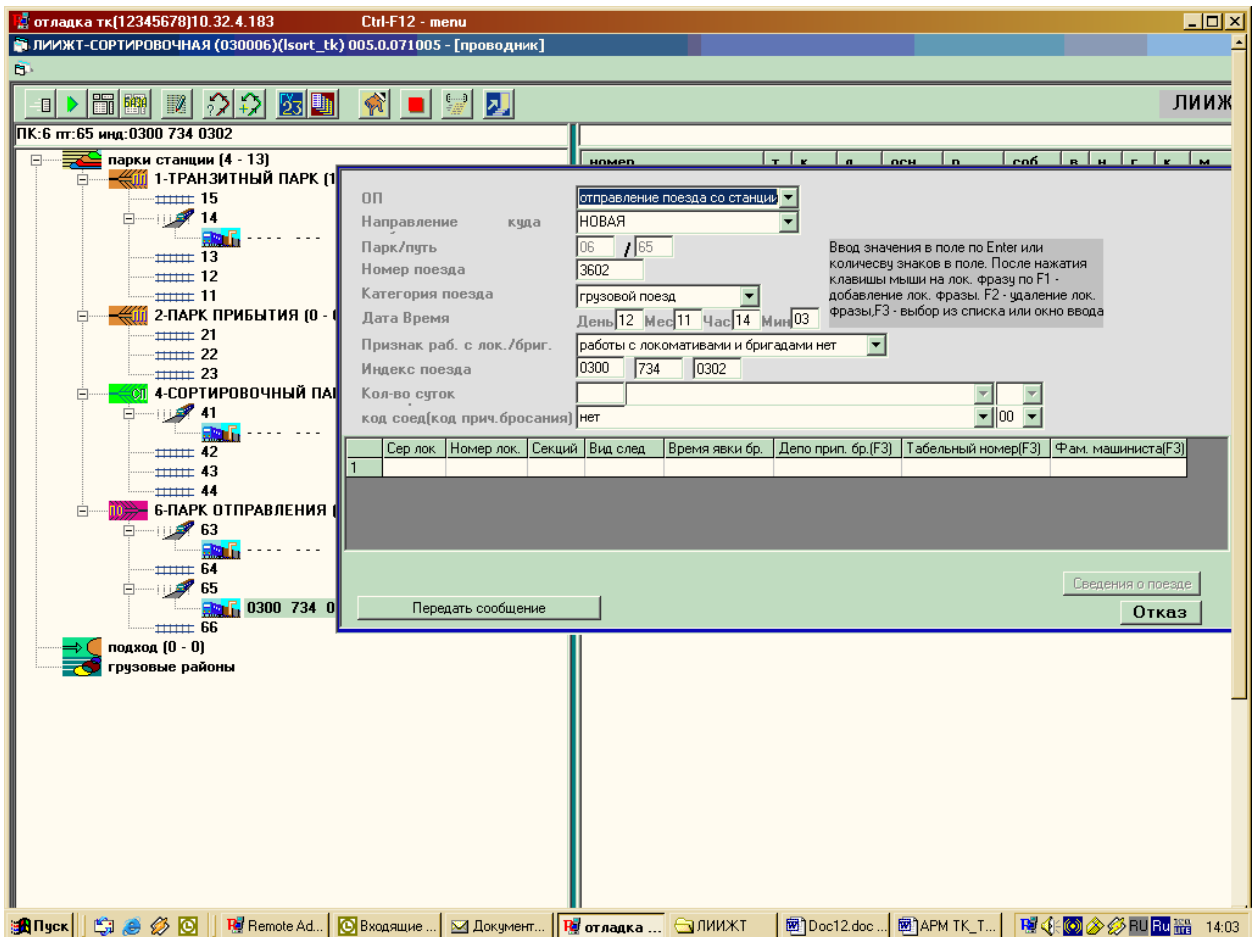 отладка тк(12345678)10.32.4.183 Ctrl-F12 - menu
ЛИИЖТ-СОРТИРОВОЧНАЯ (030006)(lsort_tk) 005.0.071005 - [проводник]
БАЗА
23
ЛИИЖ
ПК:6 пт:65 инд:0300 734 0302
парки станции (4 - 13)
номер т к д осн р соб в н г к м
1-ТРАНЗИТНЫЙ ПАРК (1
15
14
13
12
11
2-ПАРК ПРИБЫТИЯ (0 - 
21
22
23
4-СОРТИРОВОЧНЫЙ ПА
41
42
43
44
6-ПАРК ОТПРАВЛЕНИЯ (
63
64
65
0300 734 0
66
подход (0 - 0)
грузовые районы
ОП отправление поезда со станции
Направление куда НОВАЯ
Парк/путь 06 / 65
Номер поезда 3602
Категория поезда грузовой поезд
Дата Время День 12 Мес 11 Час 14 Мин 03
Признак раб. с лок./бриг. работы с локомативами и бригадами нет
Индекс поезда 0300 734 0302
Кол-во суток
код соед(код прич.бросания) нет 00
Ввод значения в поле по Enter или
количесву знаков в поле. После нажатия
клавишы мыши на лок. фразу по F1 -
добавление лок. фразы. F2 - удаление лок.
фразы,F3 - выбор из списка или окно ввода
Сер лок Номер лок. Секций Вид след Время явки бр. Депо прип. бр.(F3) Табельный номер(F3) Фам. машиниста(F3)
1
Сведения о поезде
Передать сообщение Отказ
Пуск Remote Ad... Входящие ... Документ... отладка ... ЛИИЖТ Doc12.doc ... АРМ ТК_Т... RU Ru 14:03